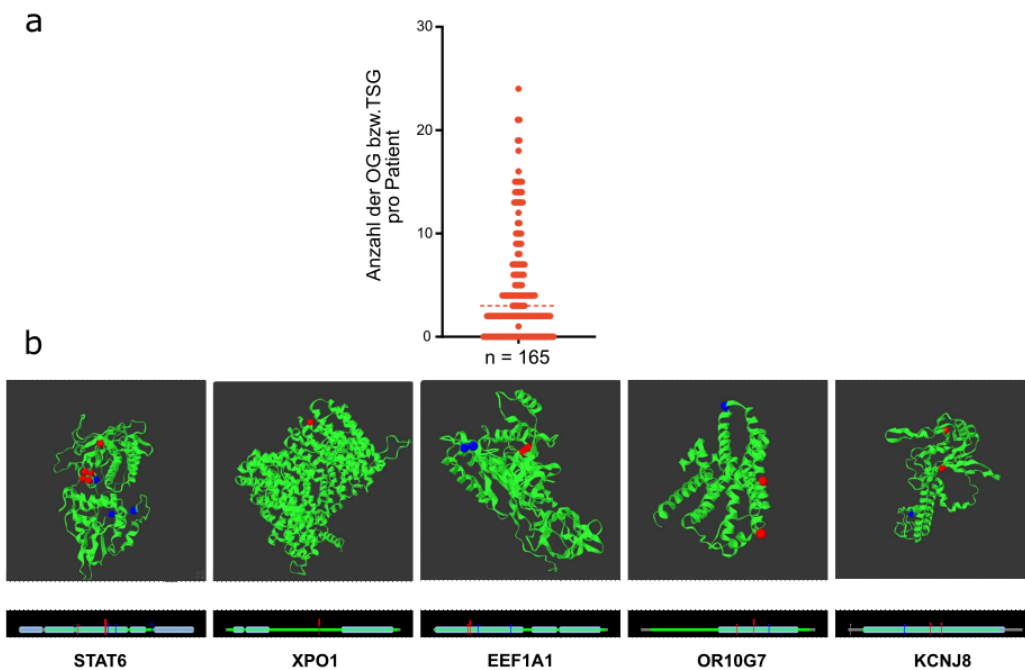 a
Anzahl der OG bzw.TSG
pro Patient
30
20
10
0
n = 165
b
STAT6
XPO1
EEF1A1
OR10G7
KCNJ8